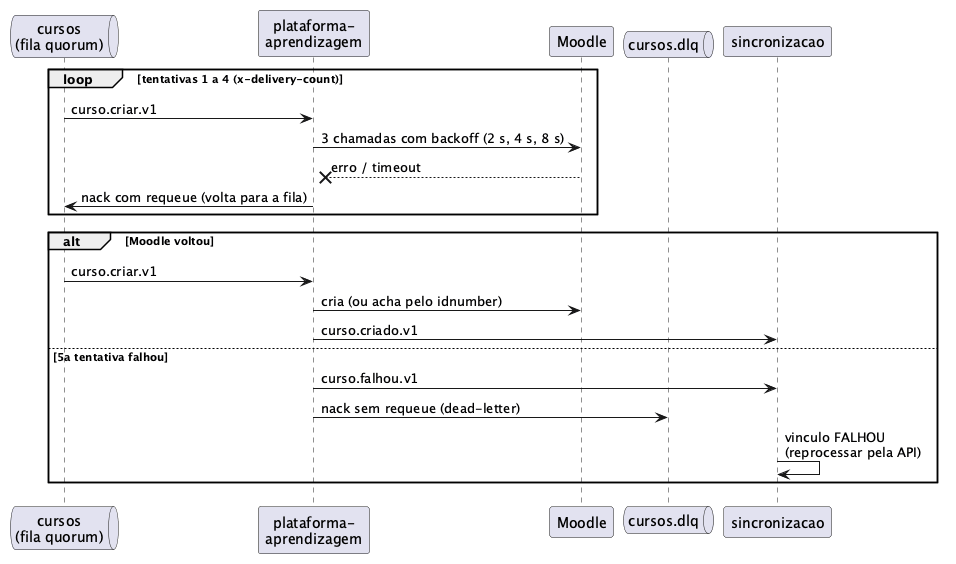 cursos
(fila quorum)
plataforma-
aprendizagem
Moodle
cursos.dlq
sincronizacao
loop
[tentativas 1 a 4 (x-delivery-count)]
curso.criar.v1
3 chamadas com backoff (2 s, 4 s, 8 s)
erro / timeout
nack com requeue (volta para a fila)
alt
[Moodle voltou]
curso.criar.v1
cria (ou acha pelo idnumber)
curso.criado.v1
[5a tentativa falhou]
curso.falhou.v1
nack sem requeue (dead-letter)
vinculo FALHOU
(reprocessar pela API)
cursos
(fila quorum)
plataforma-
aprendizagem
Moodle
cursos.dlq
sincronizacao